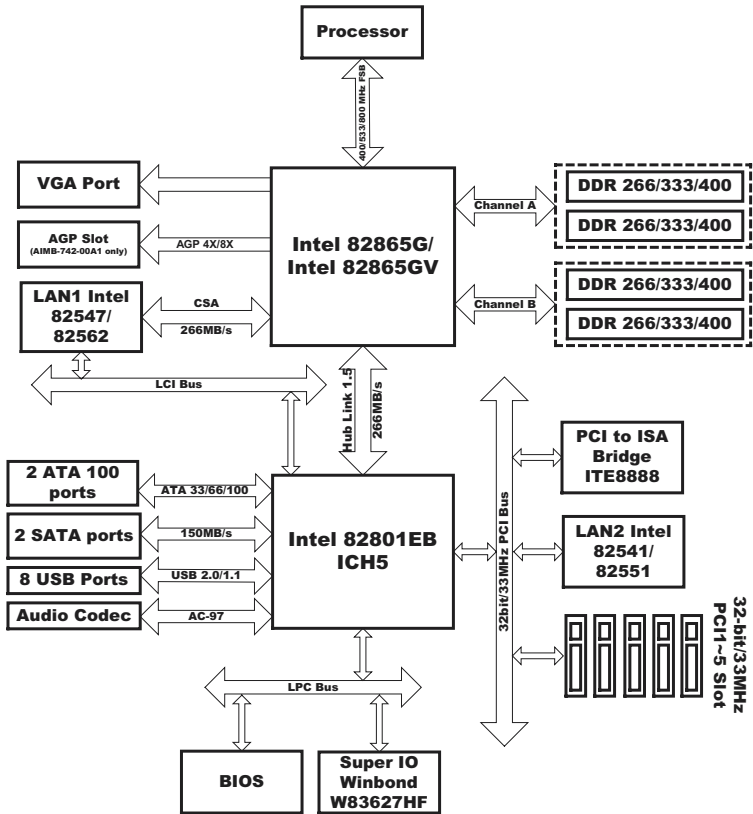 Processor
400/533/800 MHz FSB
VGA Port
AGP Slot
(AIMB-742-00A1 only)
AGP 4X/8X
LAN1 Intel
82547/
82562
CSA
266MB/s
LCI Bus
Intel 82865G/
Intel 82865GV
Channel A
DDR 266/333/400
DDR 266/333/400
Channel B
DDR 266/333/400
DDR 266/333/400
Hub Link 1.5
266MB/s
2 ATA 100
ports
ATA 33/66/100
2 SATA ports
150MB/s
8 USB Ports
USB 2.0/1.1
Audio Codec
AC-97
Intel 82801EB
ICH5
32bit/33MHz PCI Bus
PCI to ISA
Bridge
ITE8888
LAN2 Intel
82541/
82551
32-bit/33MHz
PCI1~5 Slot
LPC Bus
BIOS
Super IO
Winbond
W83627HF